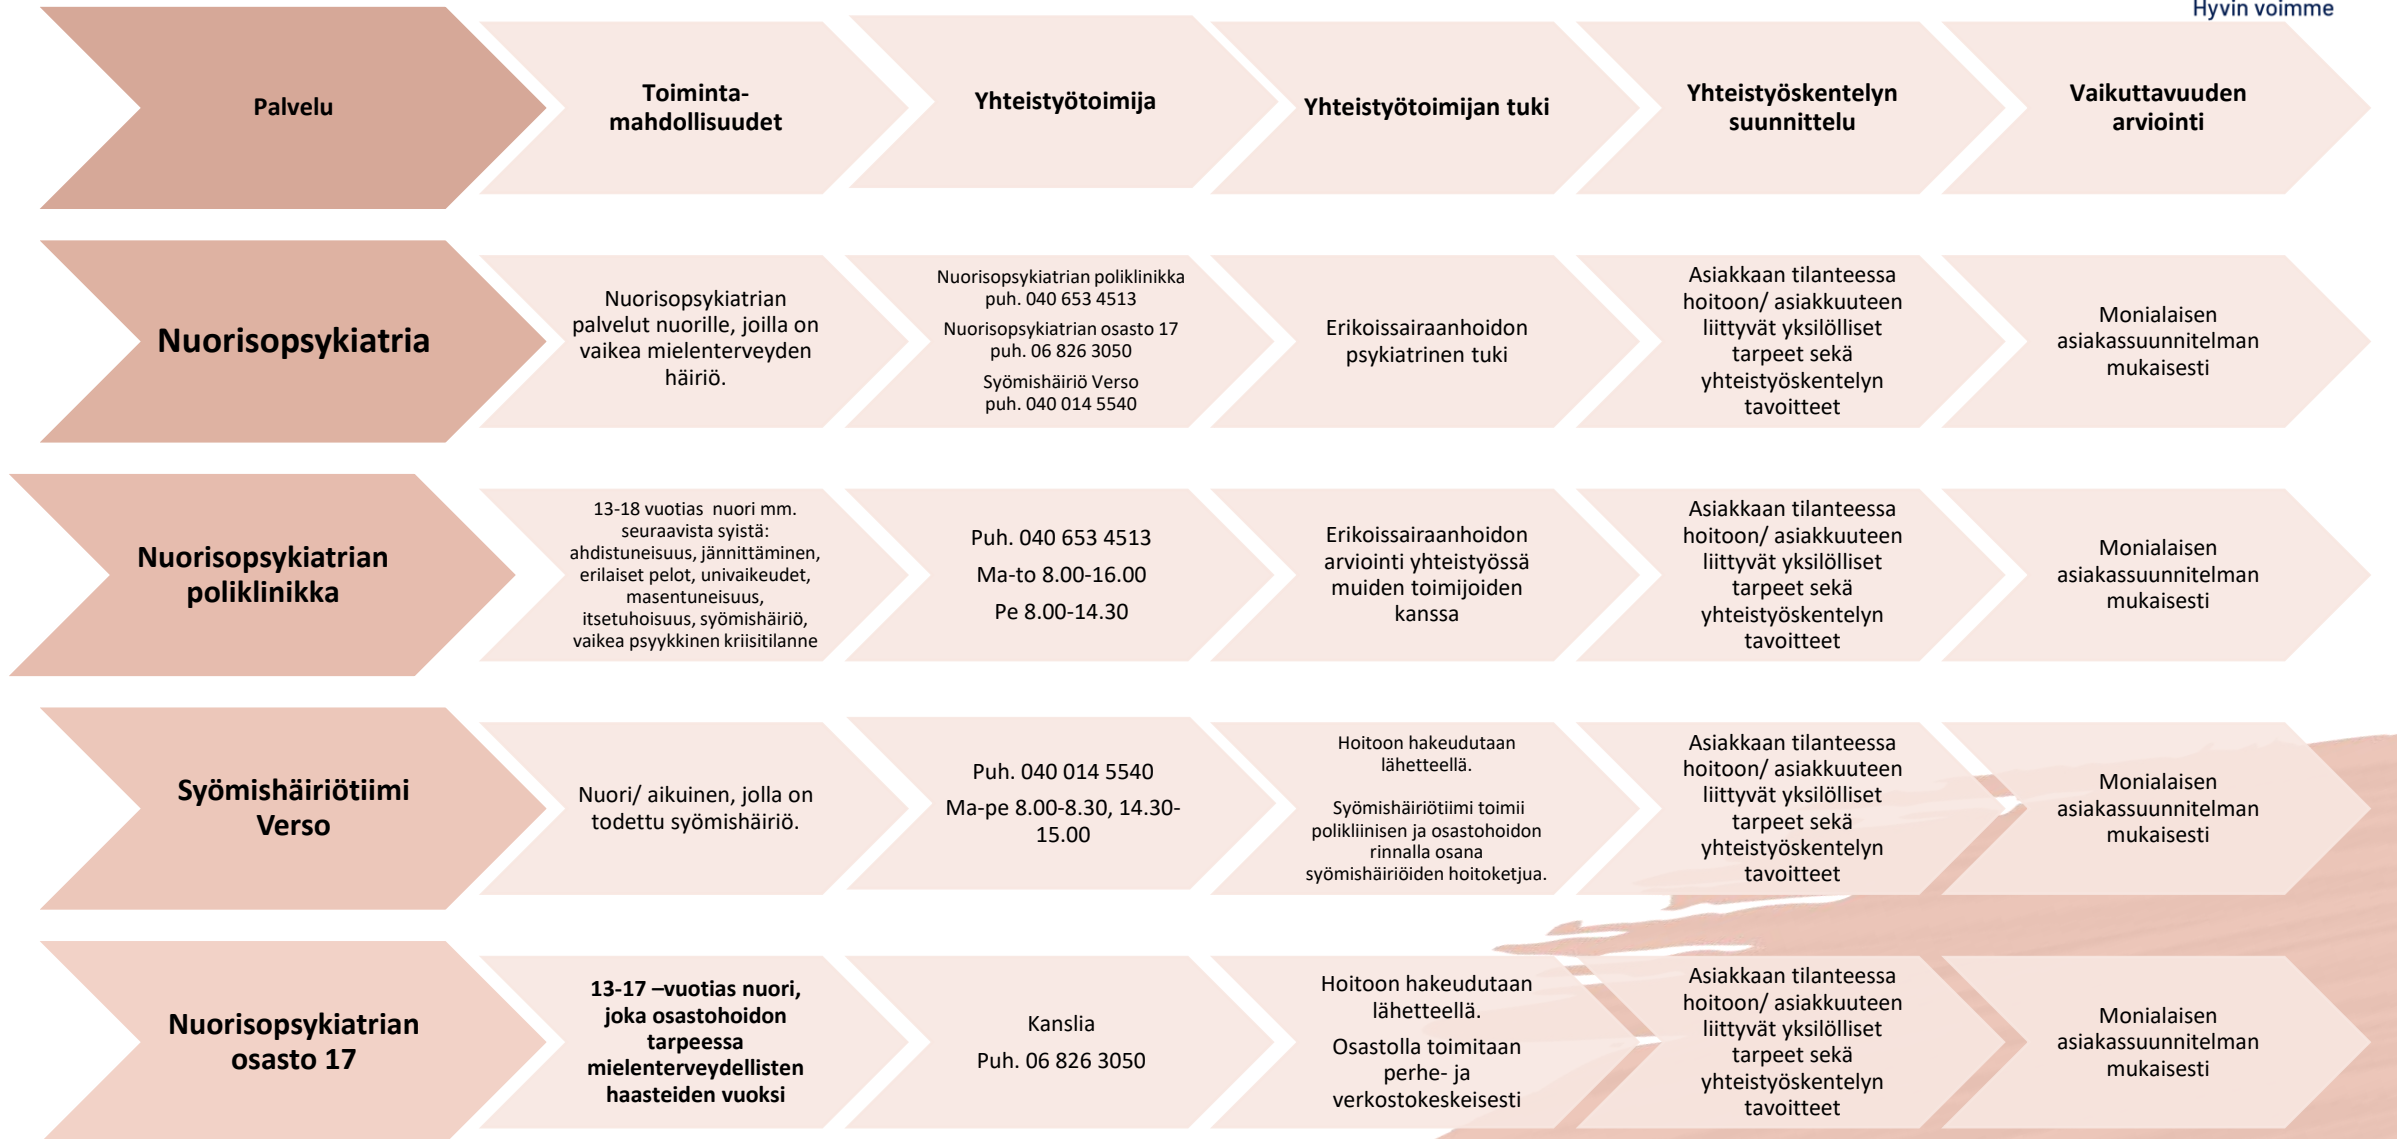 Hyvin voimme
Palvelu
Toiminta-
mahdollisuudet
Yhteistyötoimija
Yhteistyötoimijan tuki
Yhteistyöskentelyn
suunnittelu
Vaikuttavuuden
arviointi
Nuorisopsykiatria
Nuorisopsykiatrian
palvelut nuorille, joilla on
vaikea mielenterveyden
häiriö.
Nuorisopsykiatrian poliklinikka
puh. 040 653 4513
Nuorisopsykiatrian osasto 17
puh. 06 826 3050
Syömishäiriö Verso
puh. 040 014 5540
Erikoissairaanhoidon
psykiatrinen tuki
Asiakkaan tilanteessa
hoitoon/ asiakkuuteen
liittyvät yksilölliset
tarpeet sekä
yhteistyöskentelyn
tavoitteet
Monialaisen
asiakassuunnitelman
mukaisesti
Nuorisopsykiatrian
poliklinikka
13-18 vuotias nuori mm.
seuraavista syistä:
ahdistuneisuus, jännittäminen,
erilaiset pelot, univaikeudet,
masentuneisuus,
itsetuhoisuus, syömishäiriö,
vaikea psyykkinen kriisitilanne
Puh. 040 653 4513
Ma-to 8.00-16.00
Pe 8.00-14.30
Erikoissairaanhoidon
arviointi yhteistyössä
muiden toimijoiden
kanssa
Asiakkaan tilanteessa
hoitoon/ asiakkuuteen
liittyvät yksilölliset
tarpeet sekä
yhteistyöskentelyn
tavoitteet
Monialaisen
asiakassuunnitelman
mukaisesti
Syömishäiriötiimi
Verso
Nuori/ aikuinen, jolla on
todettu syömishäiriö.
Puh. 040 014 5540
Ma-pe 8.00-8.30, 14.30-
15.00
Hoitoon hakeudutaan
lähetteellä.
Syömishäiriötiimi toimii
polikliinisen ja osastohoidon
rinnalla osana
syömishäiriöiden hoitoketjua.
Asiakkaan tilanteessa
hoitoon/ asiakkuuteen
liittyvät yksilölliset
tarpeet sekä
yhteistyöskentelyn
tavoitteet
Monialaisen
asiakassuunnitelman
mukaisesti
Nuorisopsykiatrian
osasto 17
13-17 –vuotias nuori,
joka osastohoidon
tarpeessa
mielenterveydellisten
haasteiden vuoksi
Kanslia
Puh. 06 826 3050
Hoitoon hakeudutaan
lähetteellä.
Osastolla toimitaan
perhe- ja
verkostokeskeisesti
Asiakkaan tilanteessa
hoitoon/ asiakkuuteen
liittyvät yksilölliset
tarpeet sekä
yhteistyöskentelyn
tavoitteet
Monialaisen
asiakassuunnitelman
mukaisesti